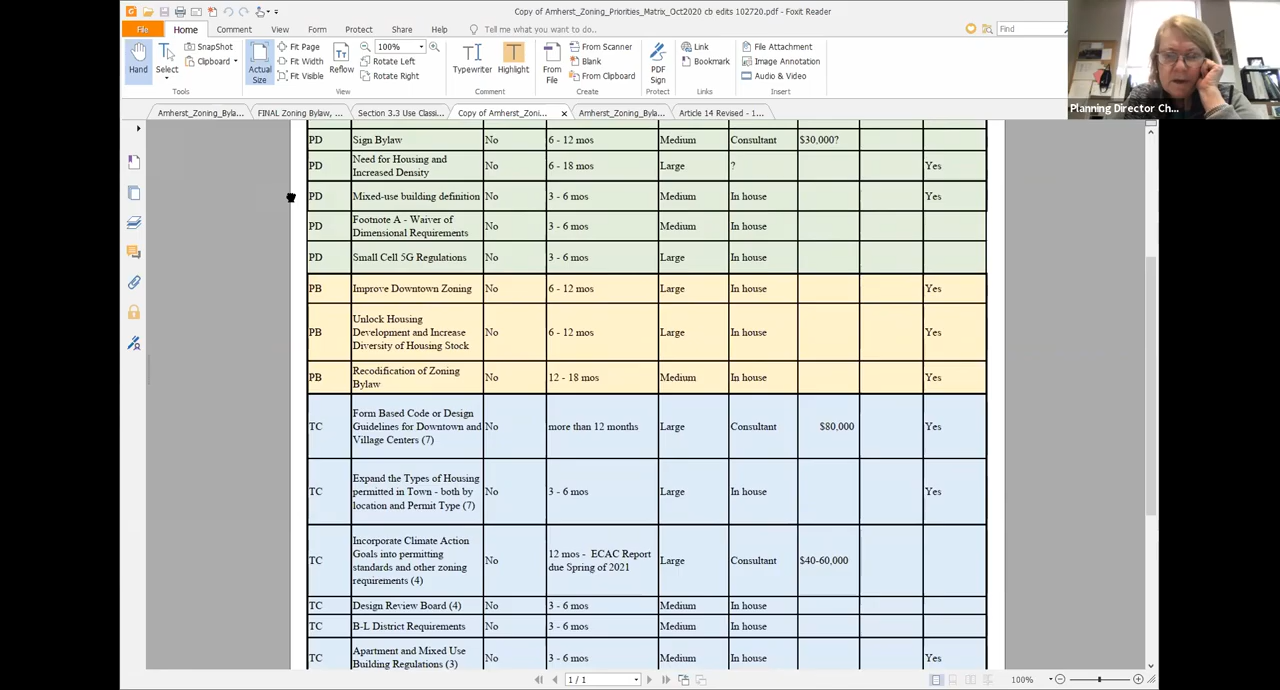 Copy of Amherst_Zoning_Priorities_Matrix_Oct2020 cb edits 102720.pdf - Foxit Reader
File Home Comment View Form Protect Share Help Tell me what you want to do.. Find
Hand
Select
SnapShot
Clipboard
Tools
Actual Size
Fit Page
Fit Width
Fit Visible
Reflow
100%
Rotate Left
Rotate Right
View
Typewriter
Highlight
Comment
From File
From Scanner
Blank
From Clipboard
Create
PDF Sign
Protect
Link
Bookmark
Links
File Attachment
Image Annotation
Audio & Video
Insert
Planning Director Ch...
Amherst_Zoning_Byla... FINAL Zoning Bylaw, ... Section 3.3 Use Classi... Copy of Amherst_Zoni... Amherst_Zoning_Byla... Article 14 Revised - 1...
PD Sign Bylaw No 6 - 12 mos Medium Consultant $30,000?
PD Need for Housing and
Increased Density No 6 - 18 mos Large ? Yes
PD Mixed-use building definition No 3 - 6 mos Medium In house Yes
PD Footnote A - Waiver of
Dimensional Requirements No 3 - 6 mos Medium In house
PD Small Cell 5G Regulations No 3 - 6 mos Large In house
PB Improve Downtown Zoning No 6 - 12 mos Large In house Yes
Unlock Housing
PB Development and Increase No 6 - 12 mos Large In house Yes
Diversity of Housing Stock
PB Recodification of Zoning
Bylaw No 12 - 18 mos Medium In house Yes
Form Based Code or Design
TC Guidelines for Downtown and No more than 12 months Large Consultant $80,000 Yes
Village Centers (7)
Expand the Types of Housing
TC permitted in Town - both by No 3 - 6 mos Large In house Yes
location and Permit Type (7)
Incorporate Climate Action
TC Goals into permitting No 12 mos - ECAC Report Large Consultant $40-60,000
standards and other zoning due Spring of 2021
requirements (4)
TC Design Review Board (4) No 3 - 6 mos Medium In house
TC B-L District Requirements No 3 - 6 mos Medium In house
TC Apartment and Mixed Use
Building Regulations (3) No 3 - 6 mos Medium In house Yes
1 / 1 100%